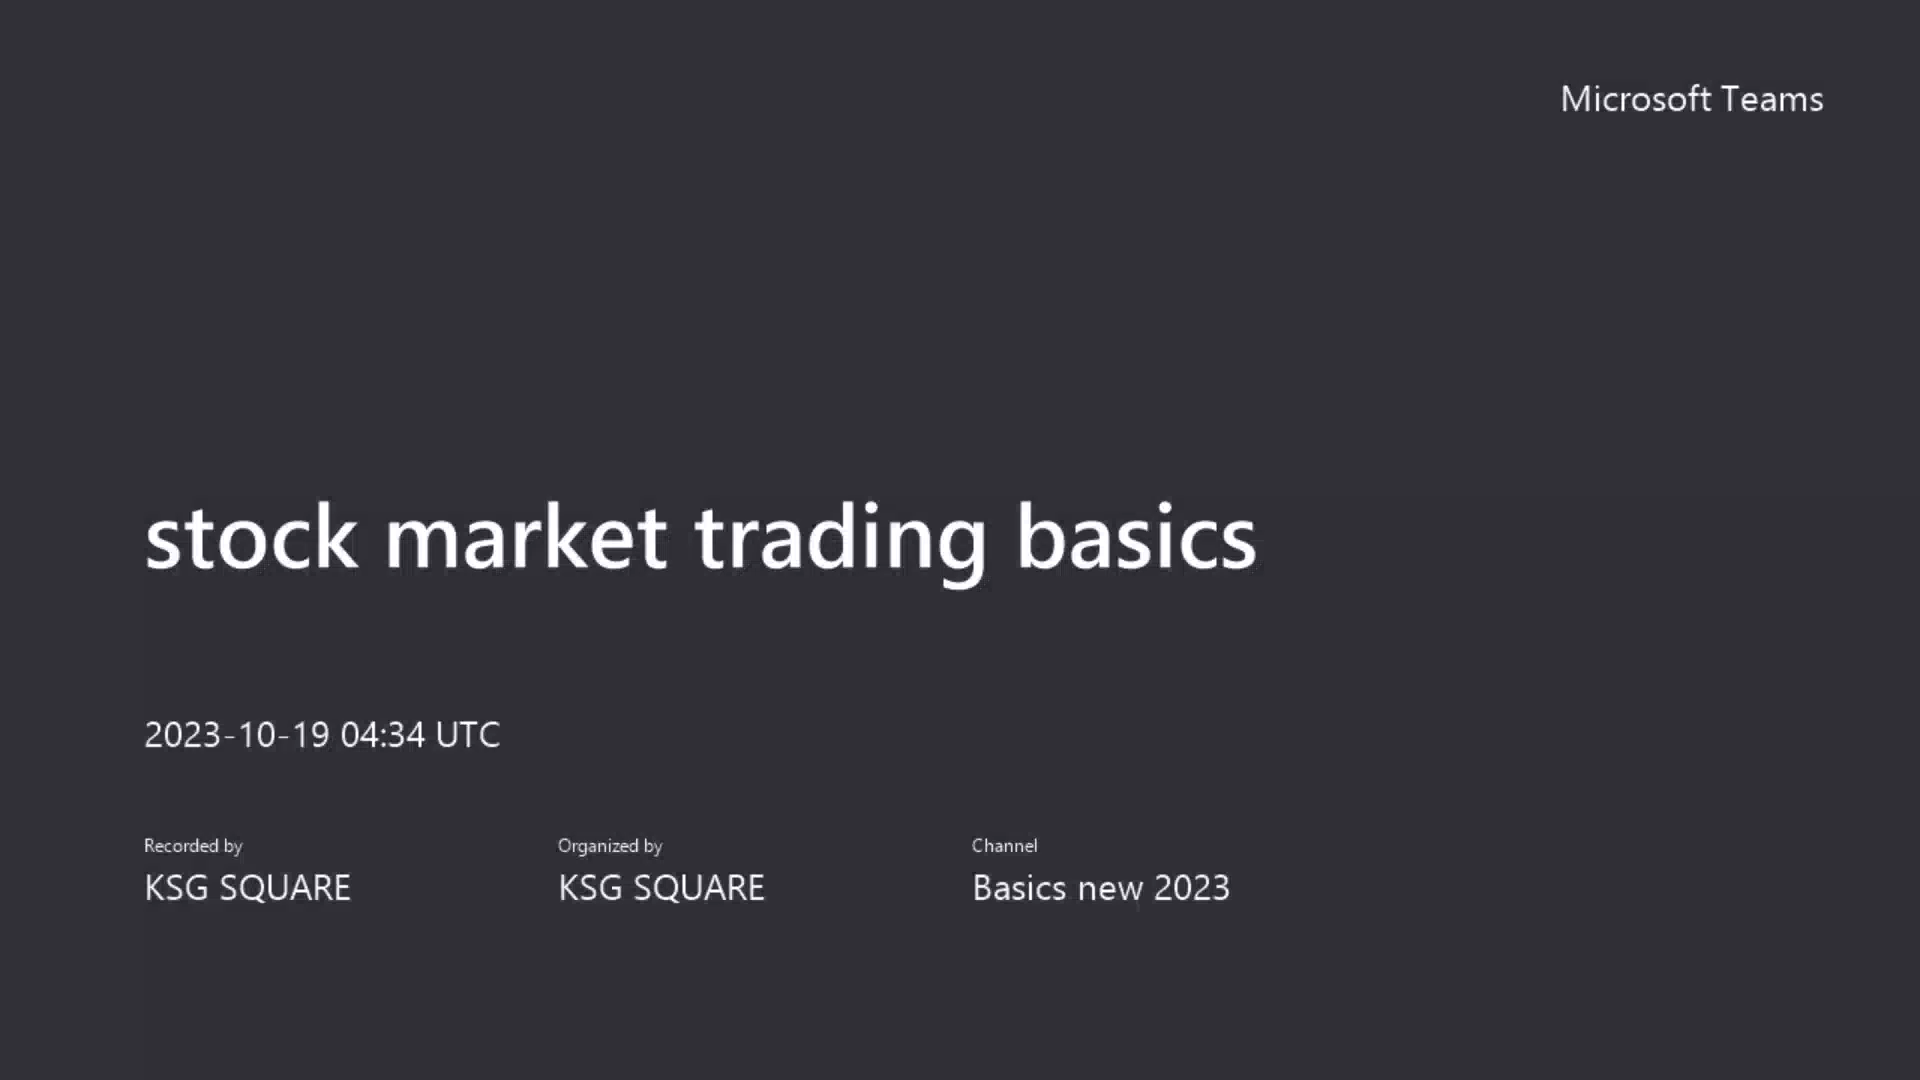 Microsoft Teams
stock market trading basics
2023-10-19 04:34 UTC
Recorded by
KSG SQUARE
Organized by
KSG SQUARE
Channel
Basics new 2023